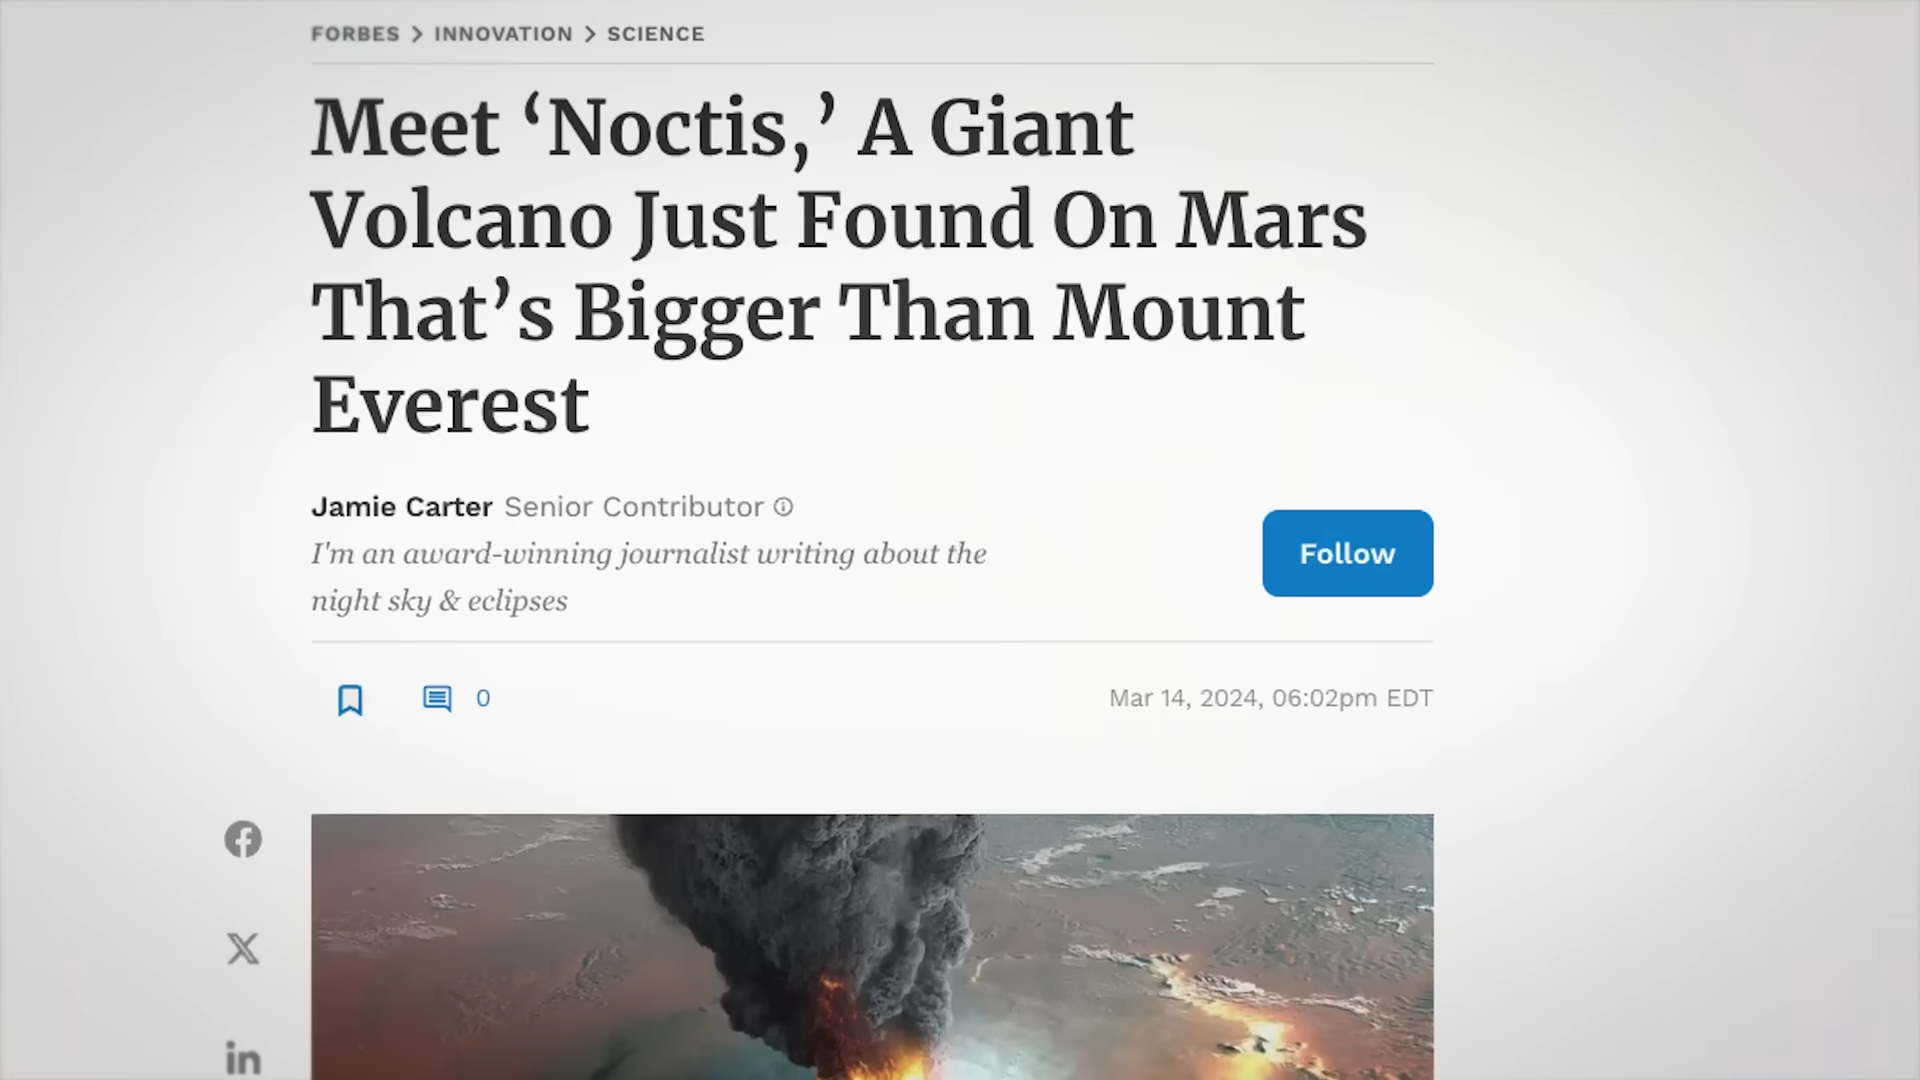 FORBES > INNOVATION > SCIENCE
Meet ‘Noctis,’ A Giant
Volcano Just Found On Mars
That’s Bigger Than Mount
Everest
Jamie Carter Senior Contributor
I'm an award-winning journalist writing about the
night sky & eclipses
Follow
0
Mar 14, 2024, 06:02pm EDT